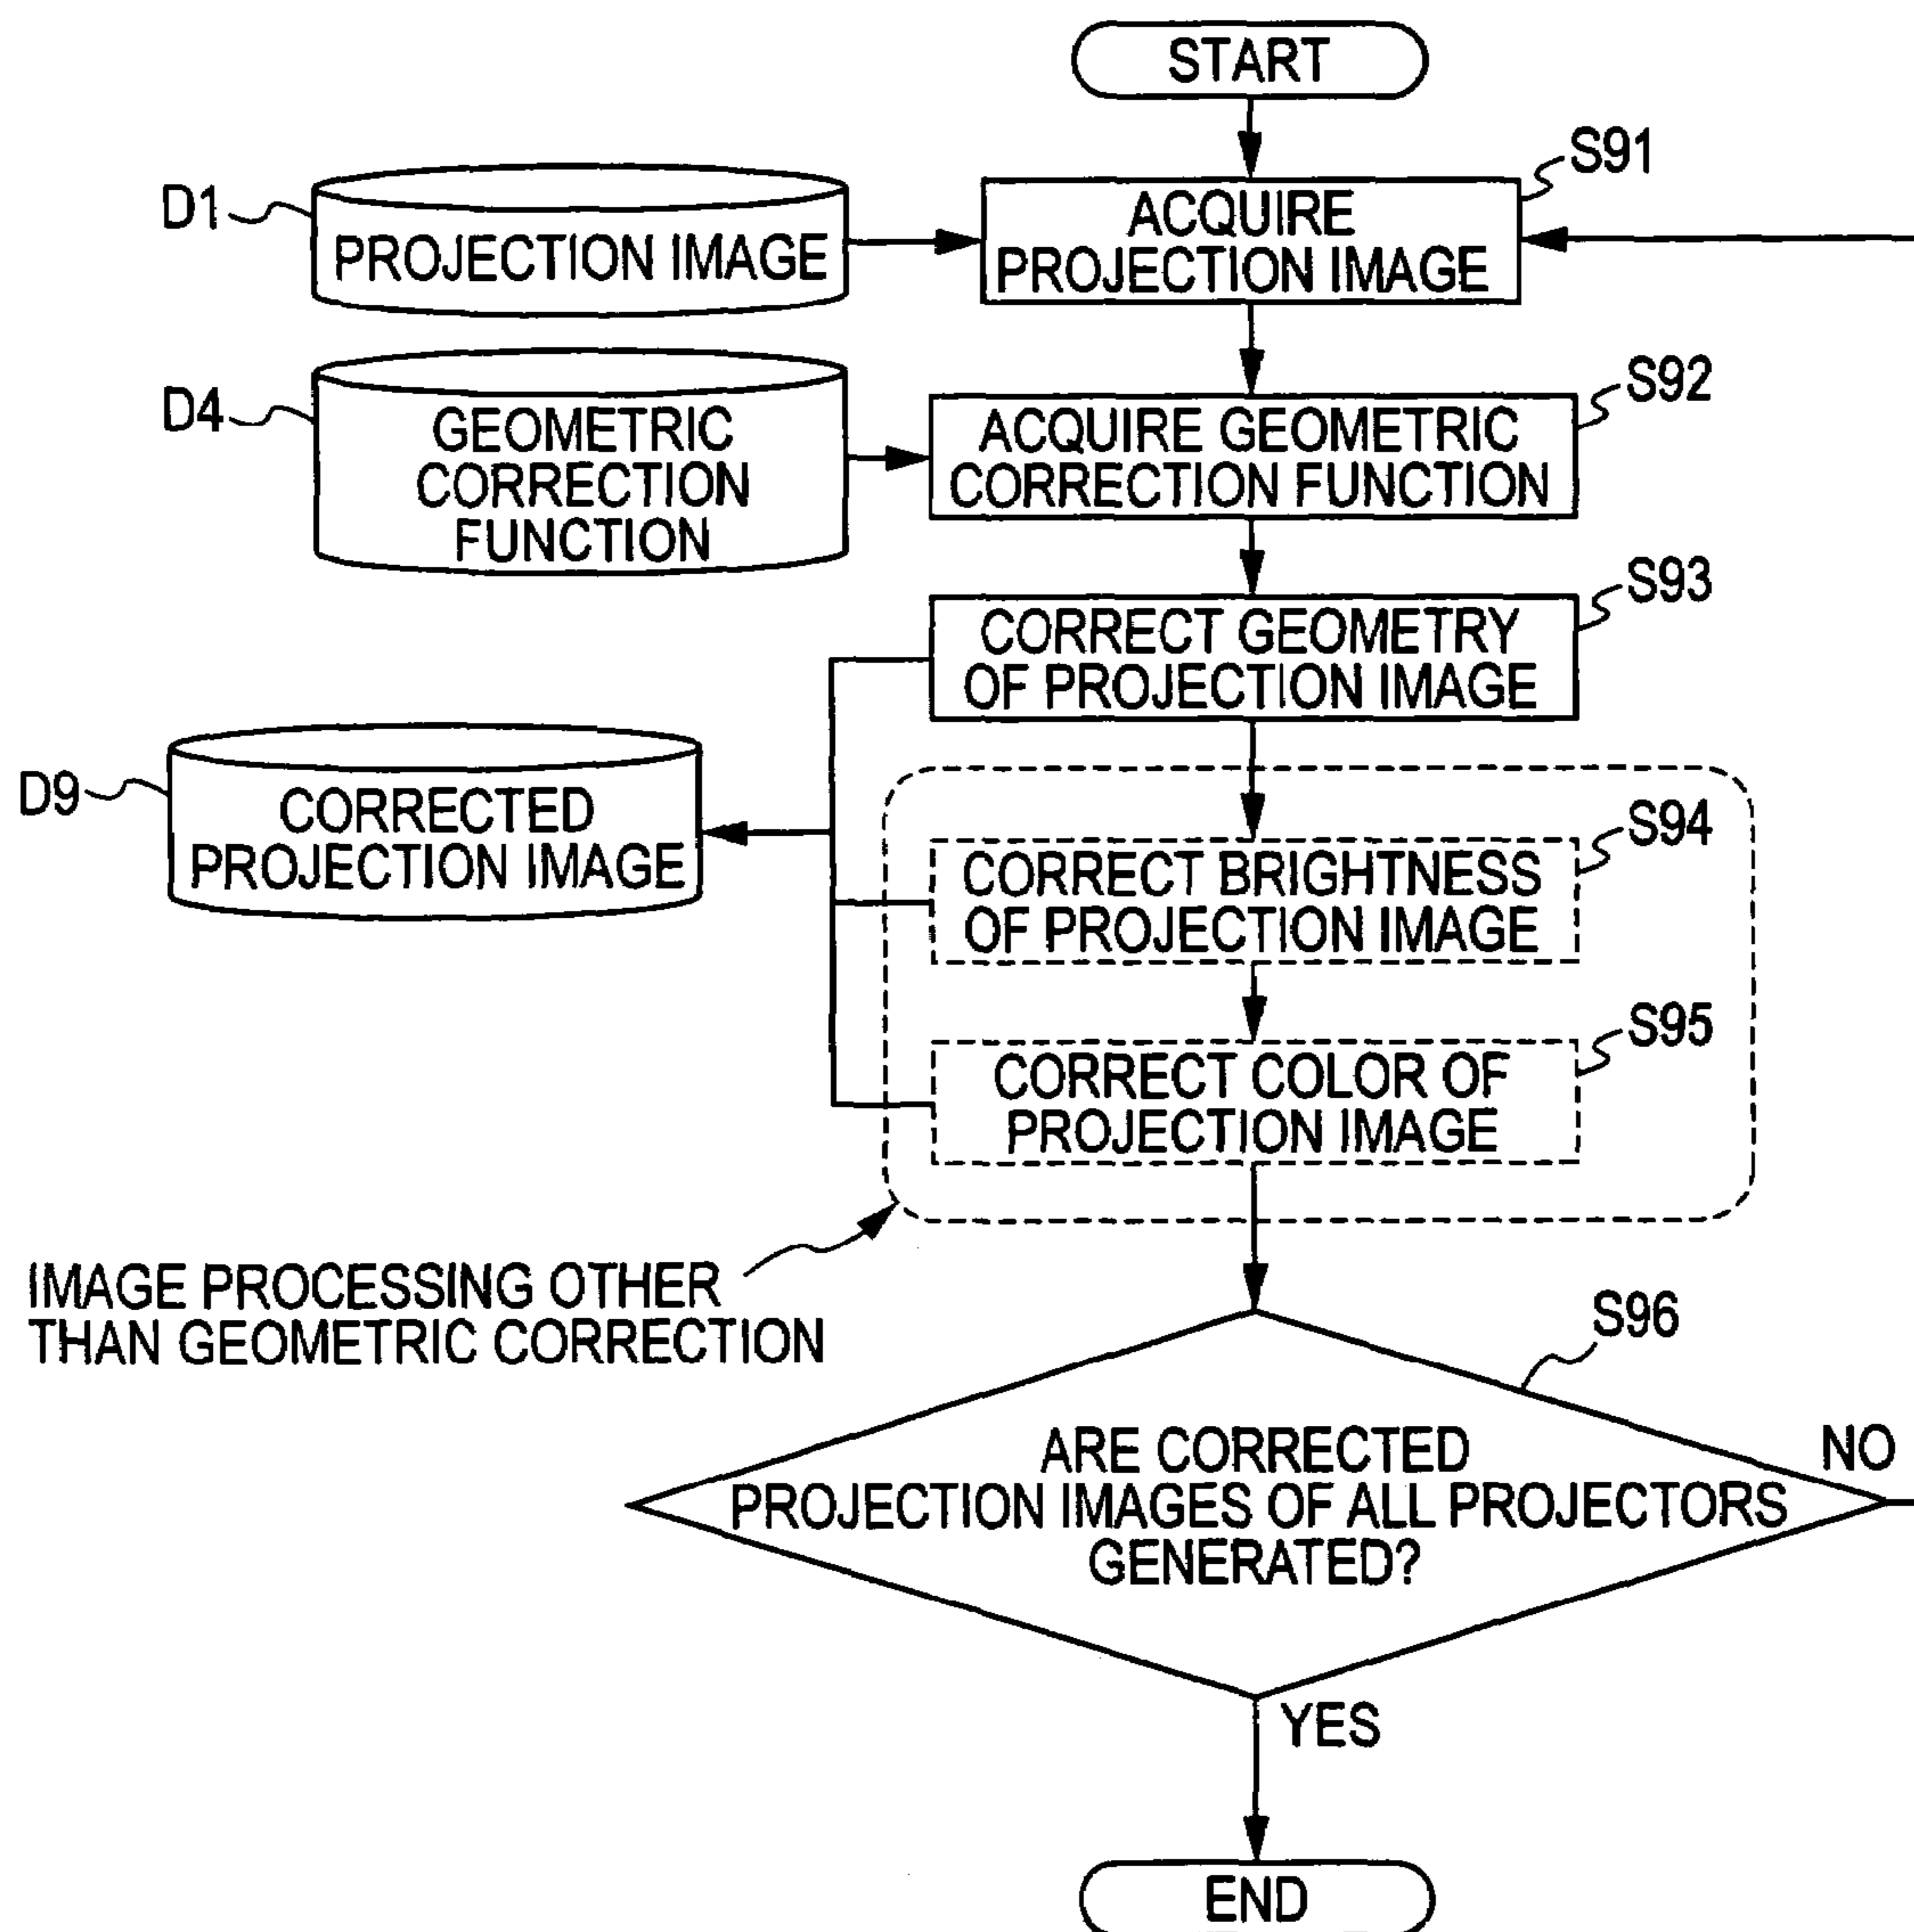 START
S91
D1
PROJECTION IMAGE
ACQUIRE
PROJECTION IMAGE
S92
D4
GEOMETRIC
CORRECTION
FUNCTION
ACQUIRE GEOMETRIC
CORRECTION FUNCTION
S93
CORRECT GEOMETRY
OF PROJECTION IMAGE
D9
CORRECTED
PROJECTION IMAGE
S94
CORRECT BRIGHTNESS
OF PROJECTION IMAGE
S95
CORRECT COLOR OF
PROJECTION IMAGE
IMAGE PROCESSING OTHER
THAN GEOMETRIC CORRECTION
S96
ARE CORRECTED
PROJECTION IMAGES OF ALL PROJECTORS
GENERATED?
NO
YES
END